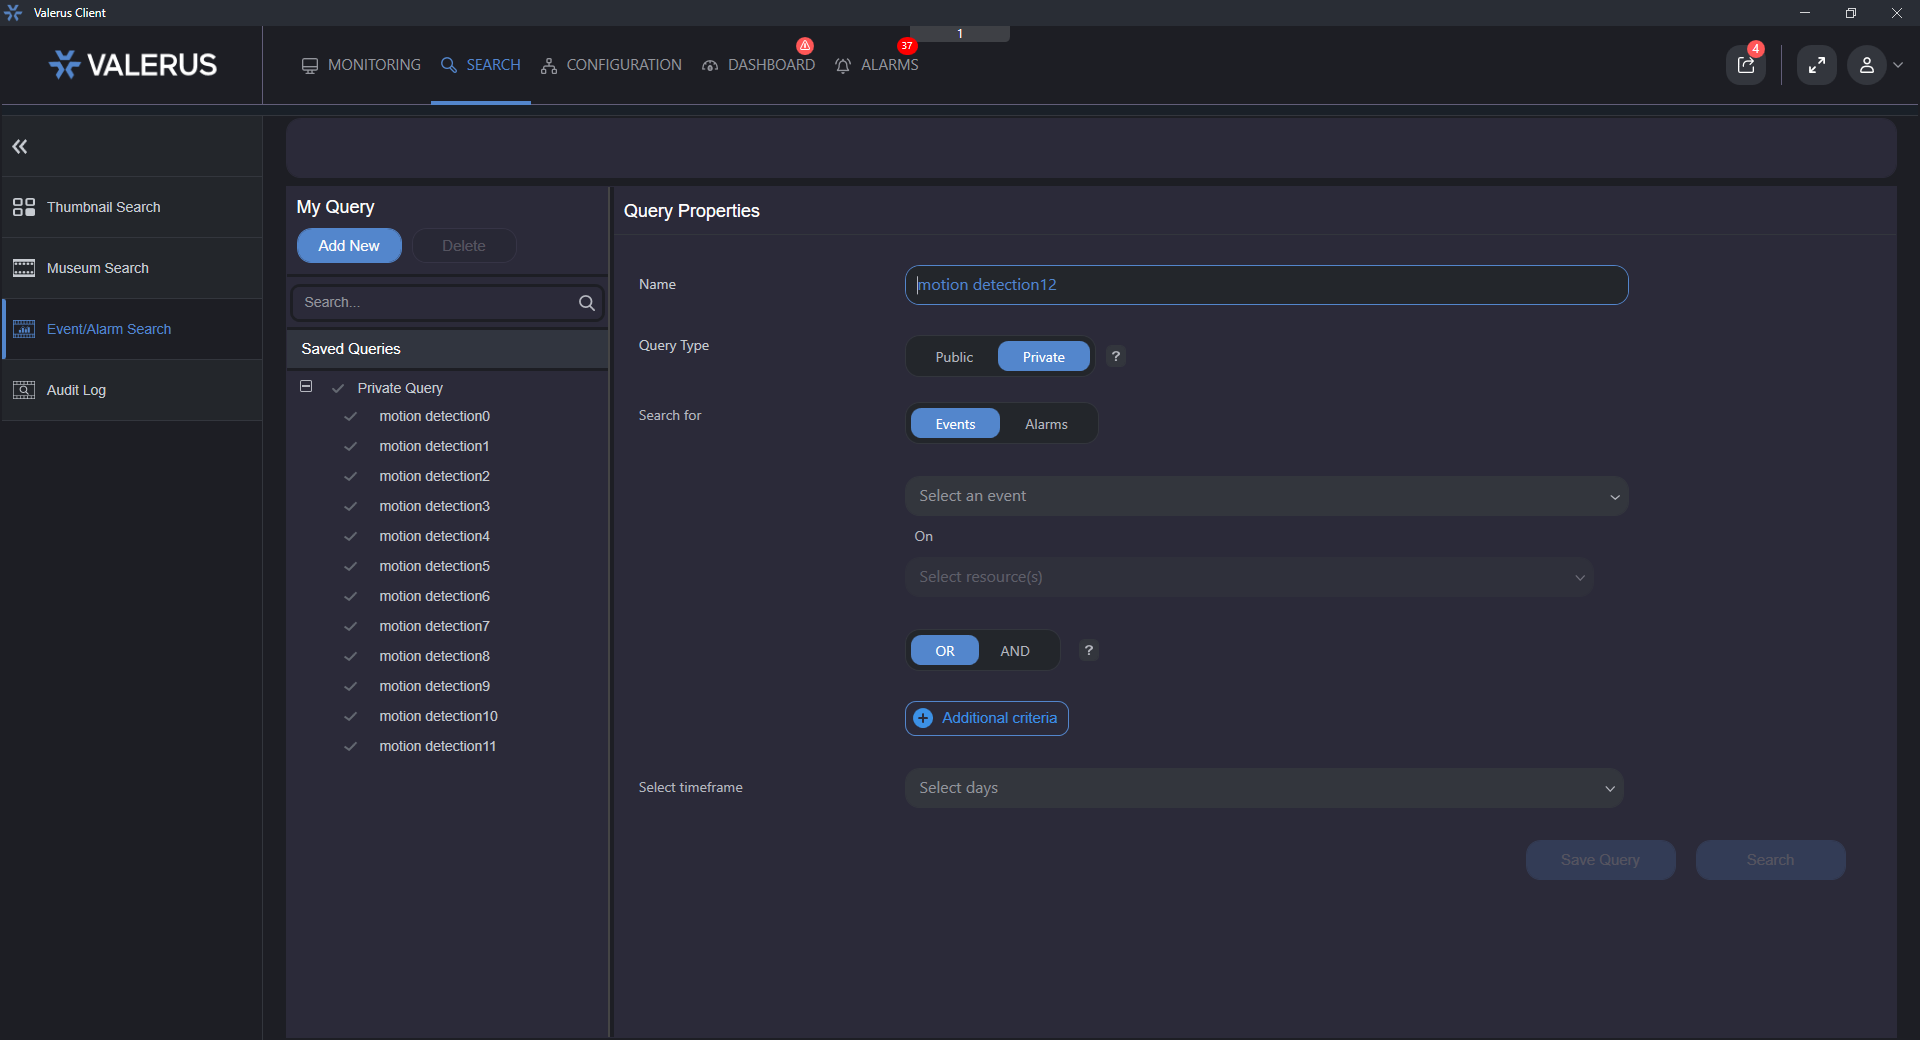 Valerus Client
1
VALERUS
MONITORING
SEARCH
CONFIGURATION
DASHBOARD
37
ALARMS
4
Thumbnail Search
Museum Search
Event/Alarm Search
Audit Log
My Query
Add New
Delete
Search...
Saved Queries
Private Query
motion detection0
motion detection1
motion detection2
motion detection3
motion detection4
motion detection5
motion detection6
motion detection7
motion detection8
motion detection9
motion detection10
motion detection11
Query Properties
Name
motion detection12
Query Type
Public
Private
?
Search for
Events
Alarms
Select an event
On
Select resource(s)
OR
AND
?
Additional criteria
Select timeframe
Select days
Save Query
Search